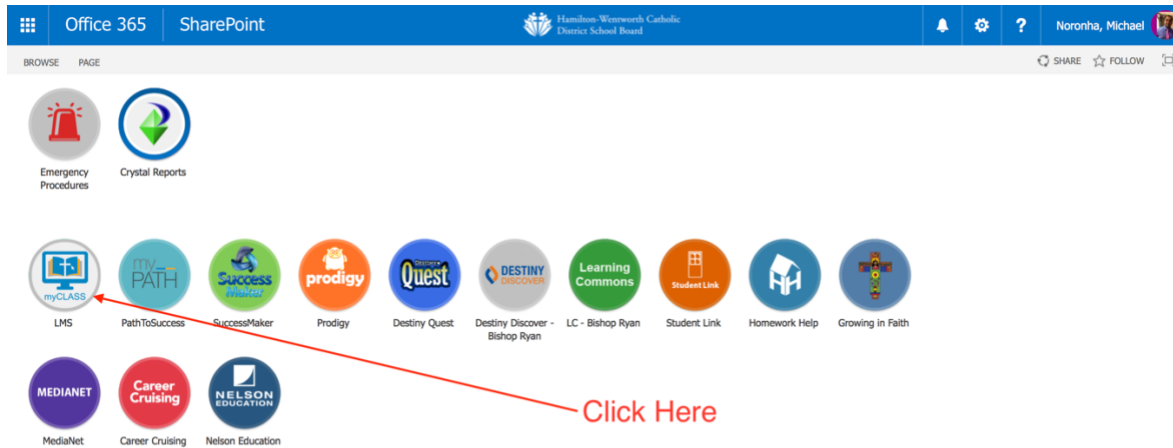 Office 365 SharePoint Hamilton-Wentworth Catholic District School Board ? Noronha, Michael
BROWSE PAGE SHARE FOLLOW
Emergency Procedures
Crystal Reports
myCLASS
my PATH
Success Maker
prodigy
Destiny Quest
DESTINY DISCOVER
Learning Commons
Student Link
HH
LMS
PathToSuccess
SuccessMaker
Prodigy
Destiny Quest
Destiny Discover - Bishop Ryan
LC - Bishop Ryan
Student Link
Homework Help
Growing in Faith
MEDIANET
Career Cruising
NELSON EDUCATION
Click Here
MediaNet
Career Cruising
Nelson Education